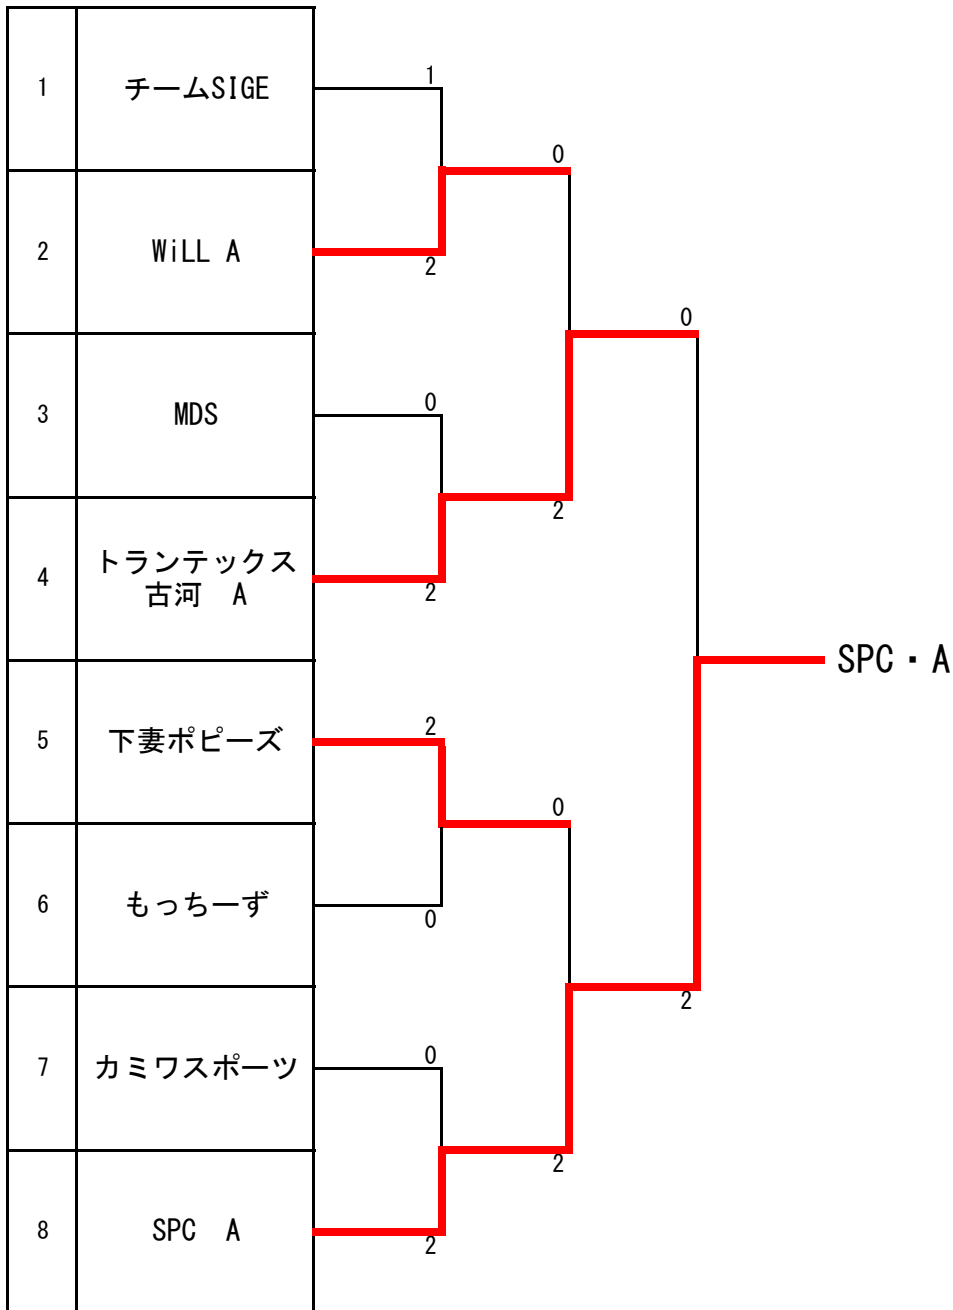 1 チームSIGE 1
0
2 WiLL A 2
0
3 MDS 0
2
4 トランテックス
古河 A 2
SPC・A
5 下妻ポピーズ 2
0
6 もっちーず 0
2
7 カミワスポーツ 0
2
8 SPC A 2